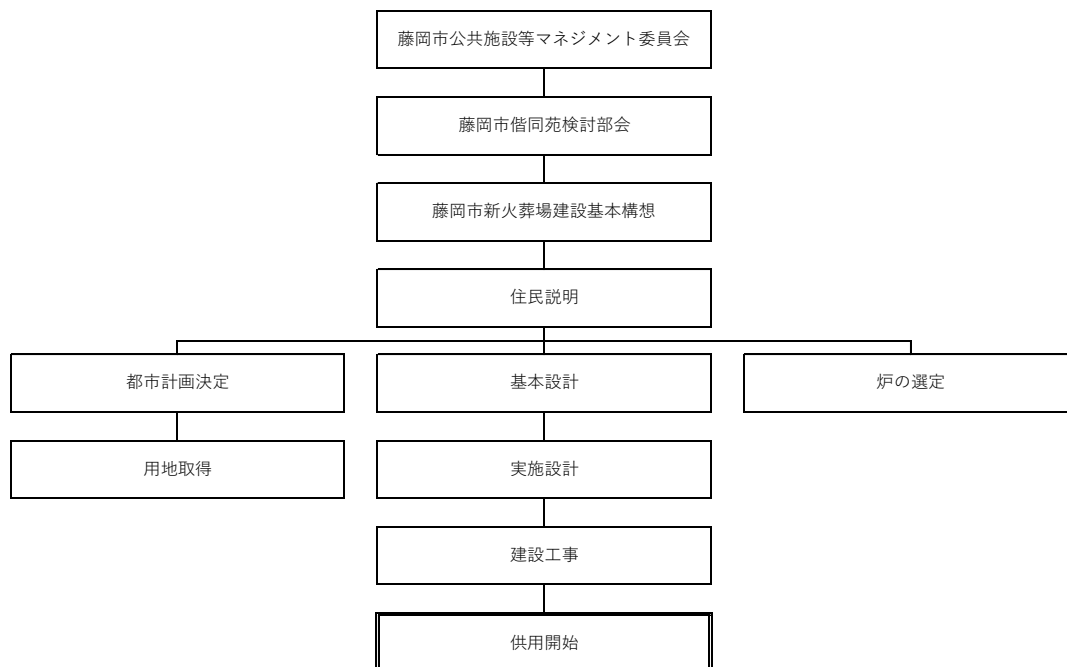 藤岡市公共施設等マネジメント委員会
藤岡市偕同苑検討部会
藤岡市新火葬場建設基本構想
住民説明
都市計画決定
基本設計
炉の選定
用地取得
実施設計
建設工事
供用開始